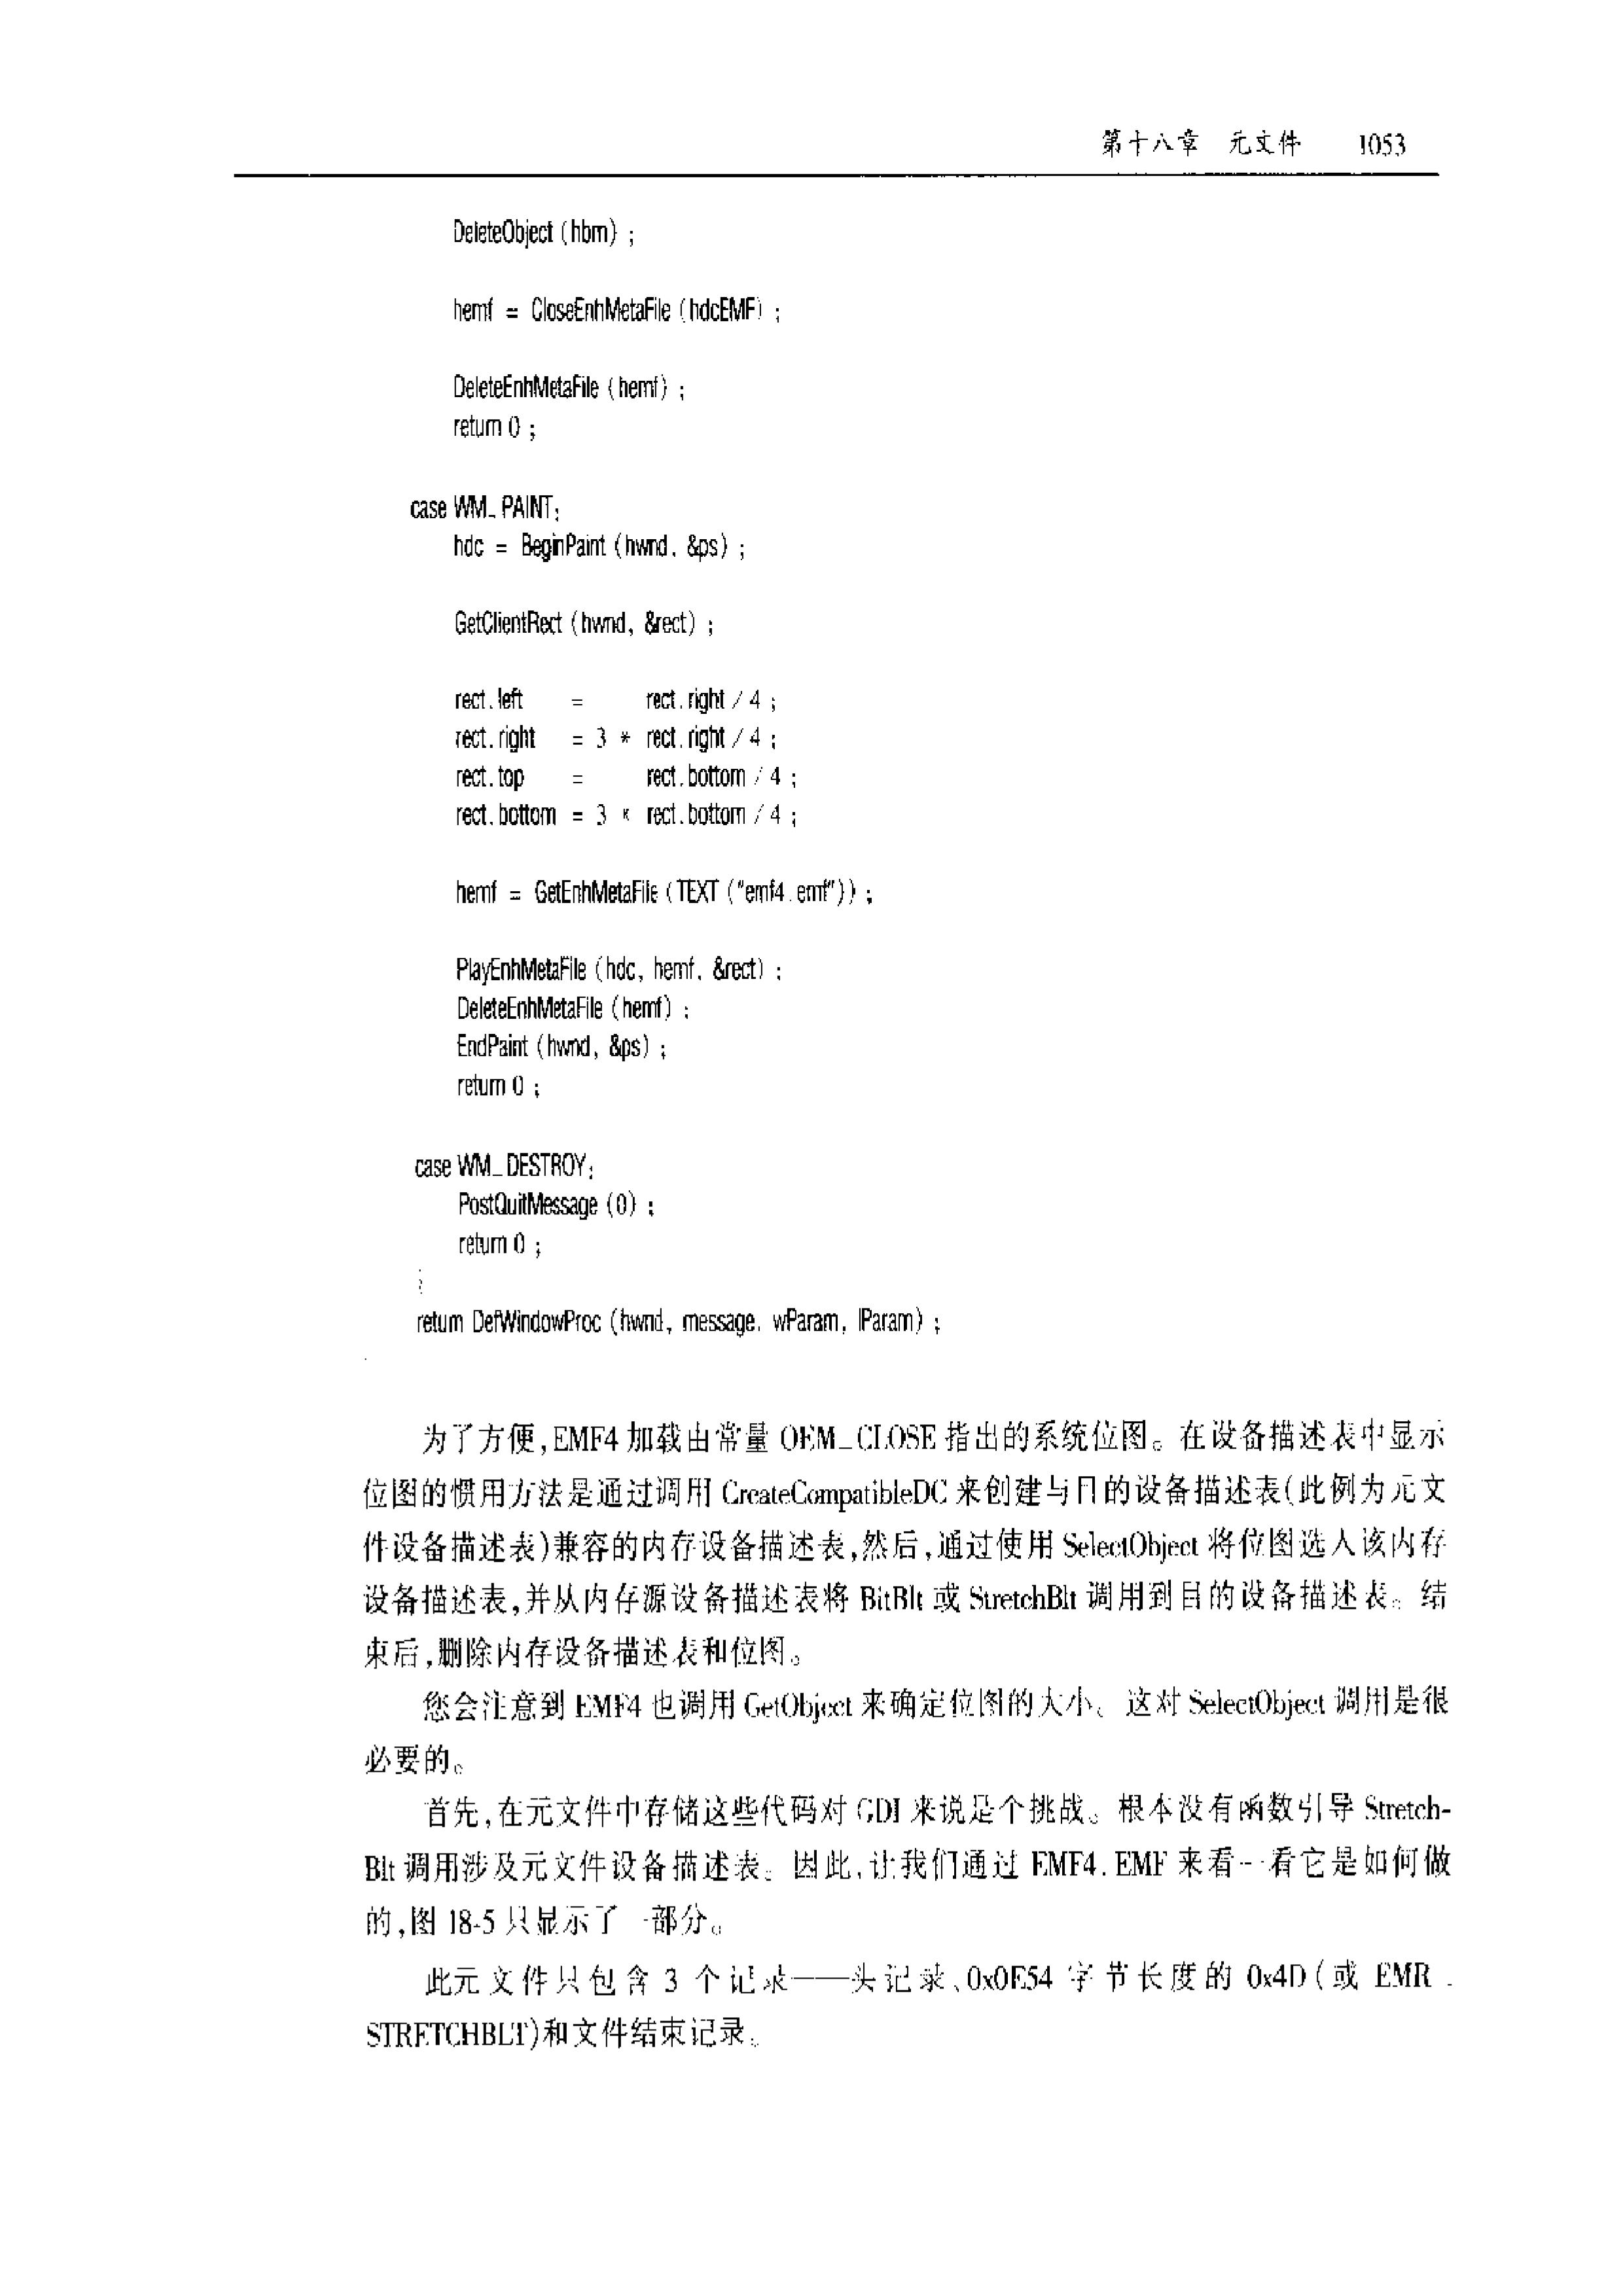 第十八章 元文件 1053
DeleteObject (hbm) ;
hemf = CloseEnhMetaFile (hdcEMF) ;
DeleteEnhMetaFile (hemf) ;
return 0 ;
case WM_PAINT:
hdc = BeginPaint (hwnd, &ps) ;
GetClientRect (hwnd, &rect) ;
rect.left = rect.right / 4 ;
rect.right = 3 * rect.right / 4 ;
rect.top = rect.bottom / 4 ;
rect.bottom = 3 * rect.bottom / 4 ;
hemf = GetEnhMetaFile (TEXT ("emf4.emf")) ;
PlayEnhMetaFile (hdc, hemf, &rect) ;
DeleteEnhMetaFile (hemf) ;
EndPaint (hwnd, &ps) ;
return 0 ;
case WM_DESTROY:
PostQuitMessage (0) ;
return 0 ;
}
return DefWindowProc (hwnd, message, wParam, lParam) ;
为了方便,EMF4 加载由常量 OEM_CLOSE 指出的系统位图。在设备描述表中显示
位图的惯用方法是通过调用 CreateCompatibleDC 来创建与目的设备描述表(此例为元文
件设备描述表)兼容的内存设备描述表,然后,通过使用 SelectObject 将位图选入该内存
设备描述表,并从内存源设备描述表将 BitBlt 或 StretchBlt 调用到目的设备描述表。结
束后,删除内存设备描述表和位图。
您会注意到 EMF4 也调用 GetObject 来确定位图的大小。这对 SelectObject 调用是很
必要的。
首先,在元文件中存储这些代码对 GDI 来说是个挑战。根本没有函数引导 Stretch-
Blt 调用涉及元文件设备描述表。因此,让我们通过 EMF4.EMF 来看一看它是如何做
的,图 18-5 只显示了一部分。
此元文件只包含 3 个记录——头记录、0x0E54 字节长度的 0x4D(或 EMR_
STRETCHBLT)和文件结束记录。